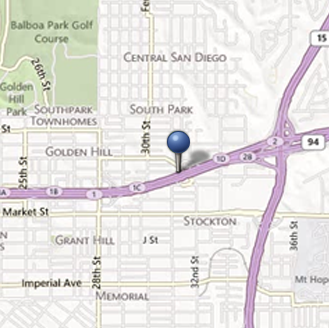 Balboa Park Golf
Course
Fe
15
CENTRAL SAN DIEGO
26th St
Golden
Hill
Park
SOUTHPARK
TOWNHOMES
SOUTH PARK
St
30th St
94
GOLDEN HILL
2
1D
2B
25th St
1B
1
1C
Market St
STOCKTON
GRANT HILL
J St
36th St
28th St
32nd St
Imperial Ave
Mt Hope
MEMORIAL